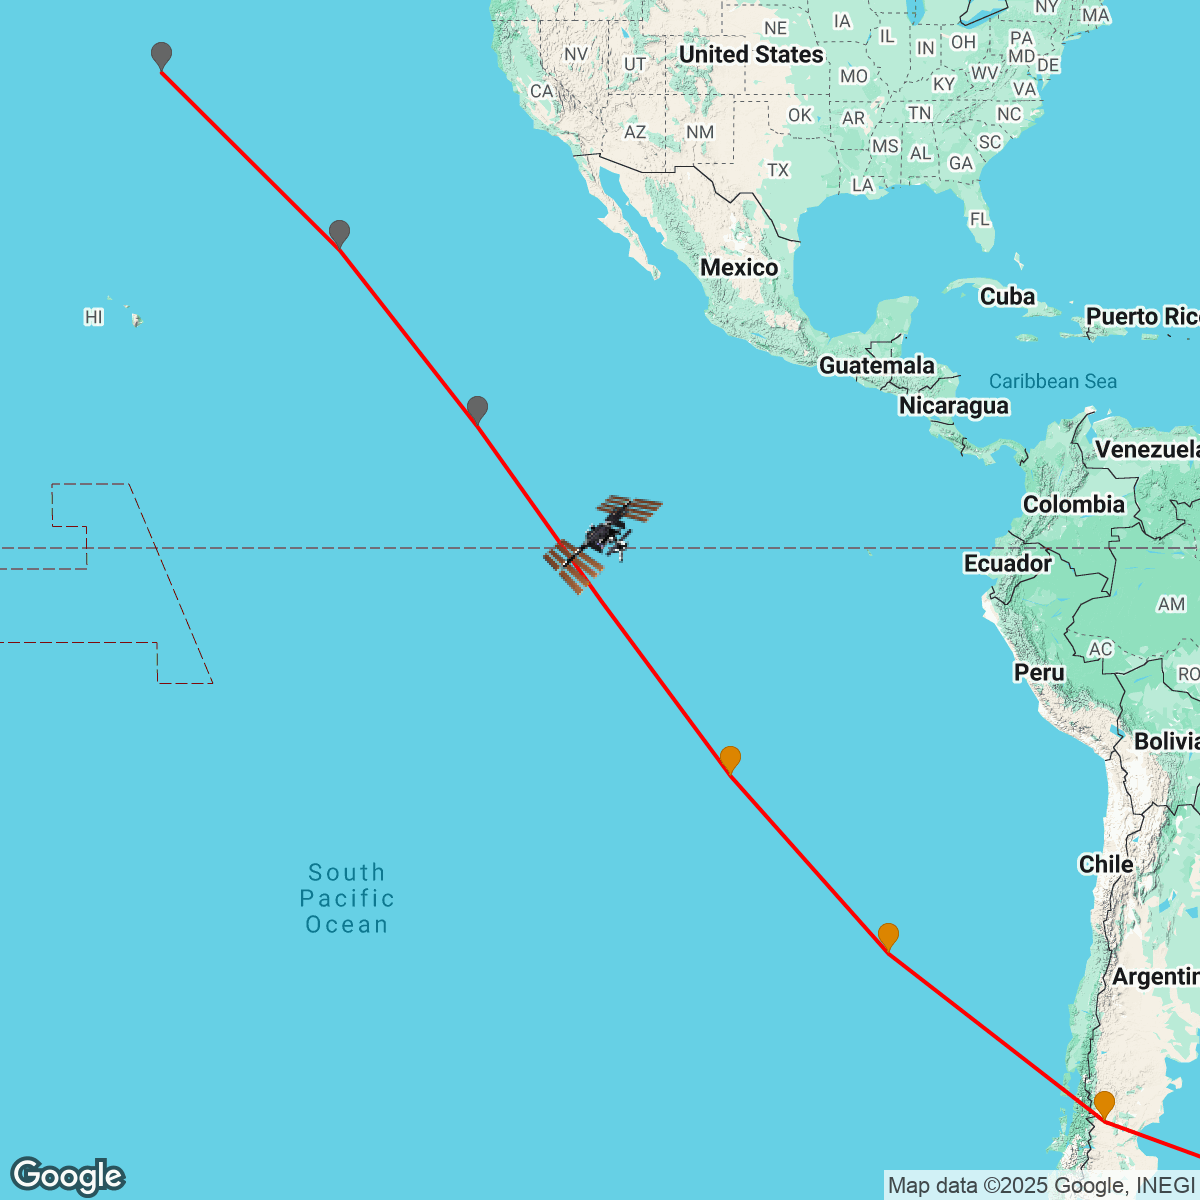 NY
MA
NE
IA
IL
IN
OH
PA
NV
UT
United States
MD
DE
CA
MO
KY
WV
VA
AZ
NM
OK
AR
TN
NC
MS
AL
SC
GA
TX
LA
FL
Mexico
Cuba
HI
Puerto Rico
Guatemala
Caribbean Sea
Nicaragua
Venezuela
Colombia
Ecuador
AM
AC
Peru
RO
Bolivia
Chile
South
Pacific
Ocean
Argentin
Google
Map data ©2025 Google, INEGI